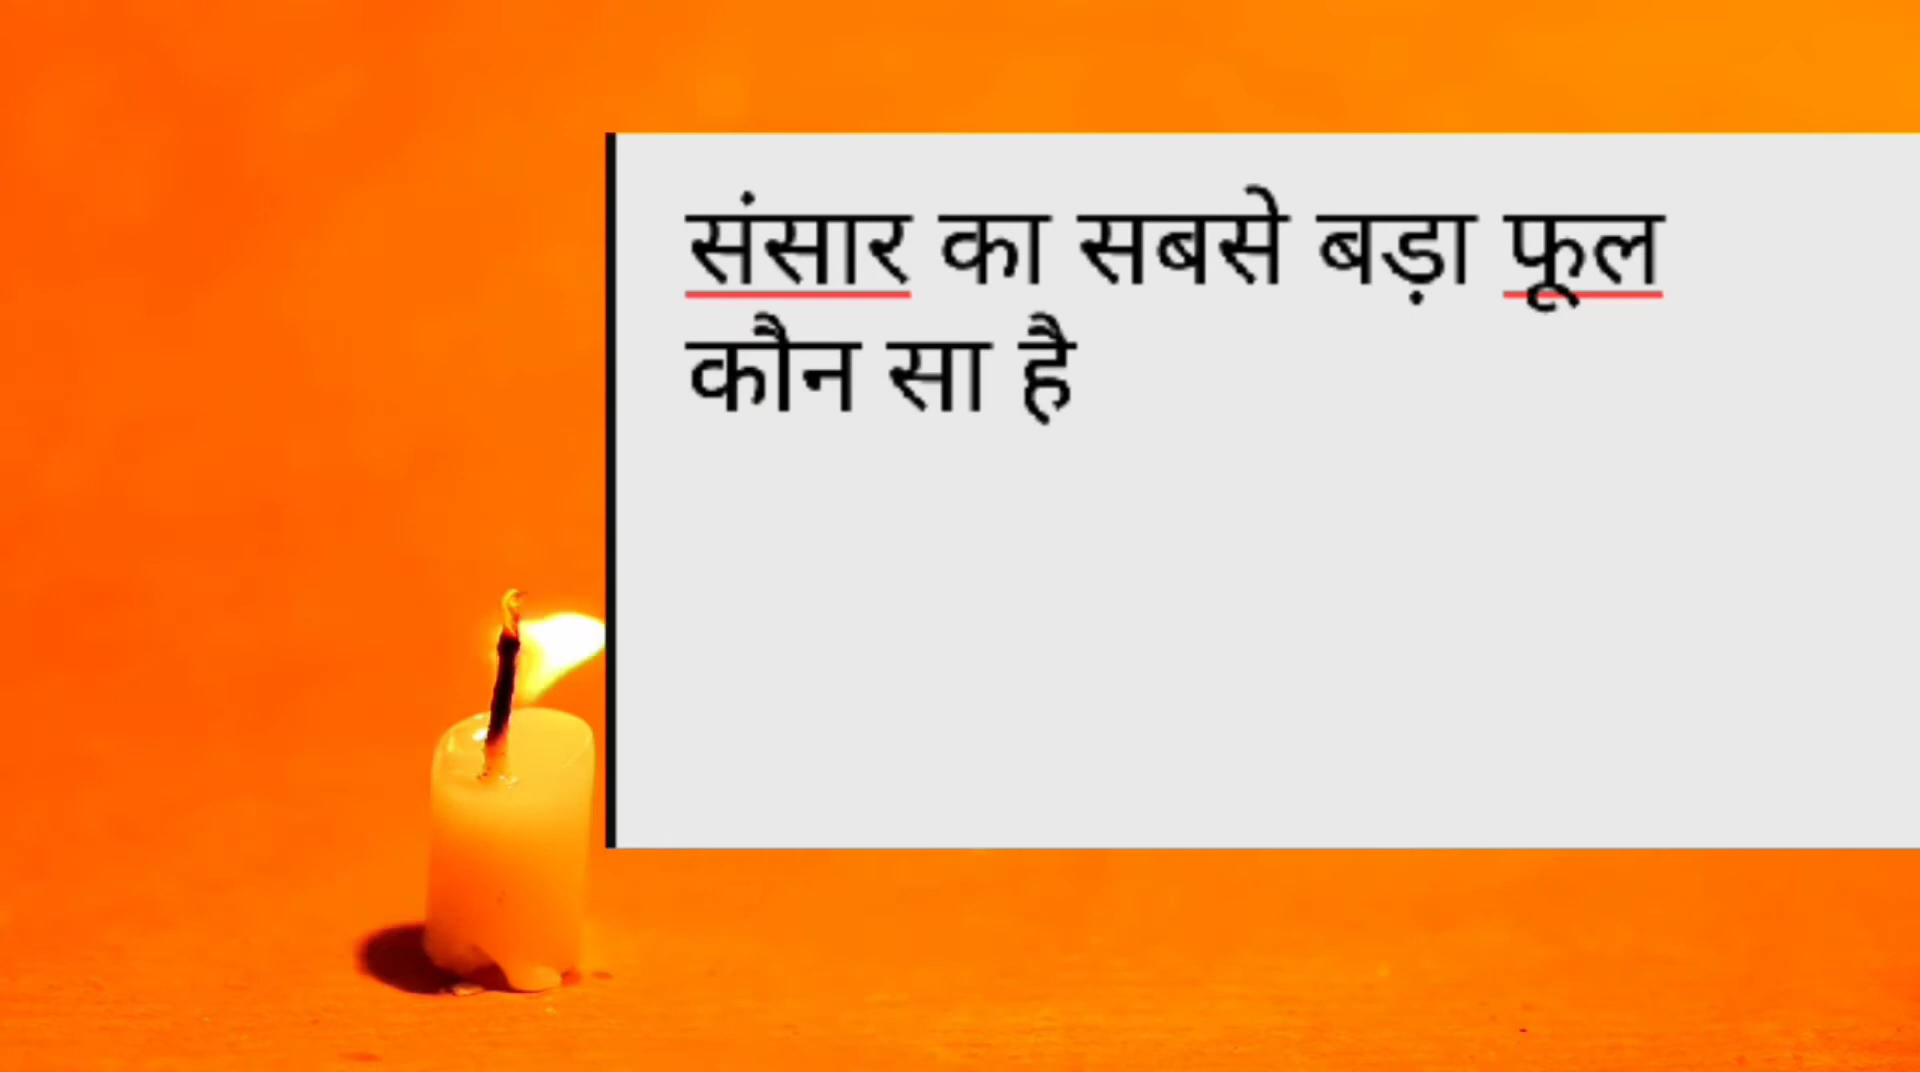 संसार का सबसे बड़ा फूल
कौन सा है